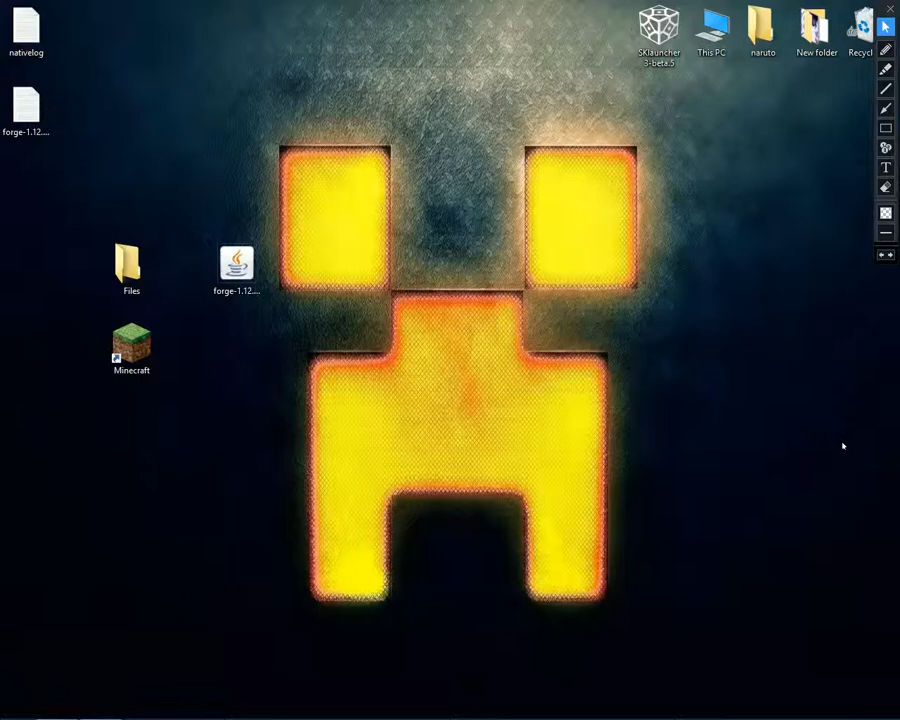 nativelog
forge-1.12....
SKlauncher
3-beta.5
This PC
naruto
New folder
Recycl
Files
forge-1.12....
Minecraft
T